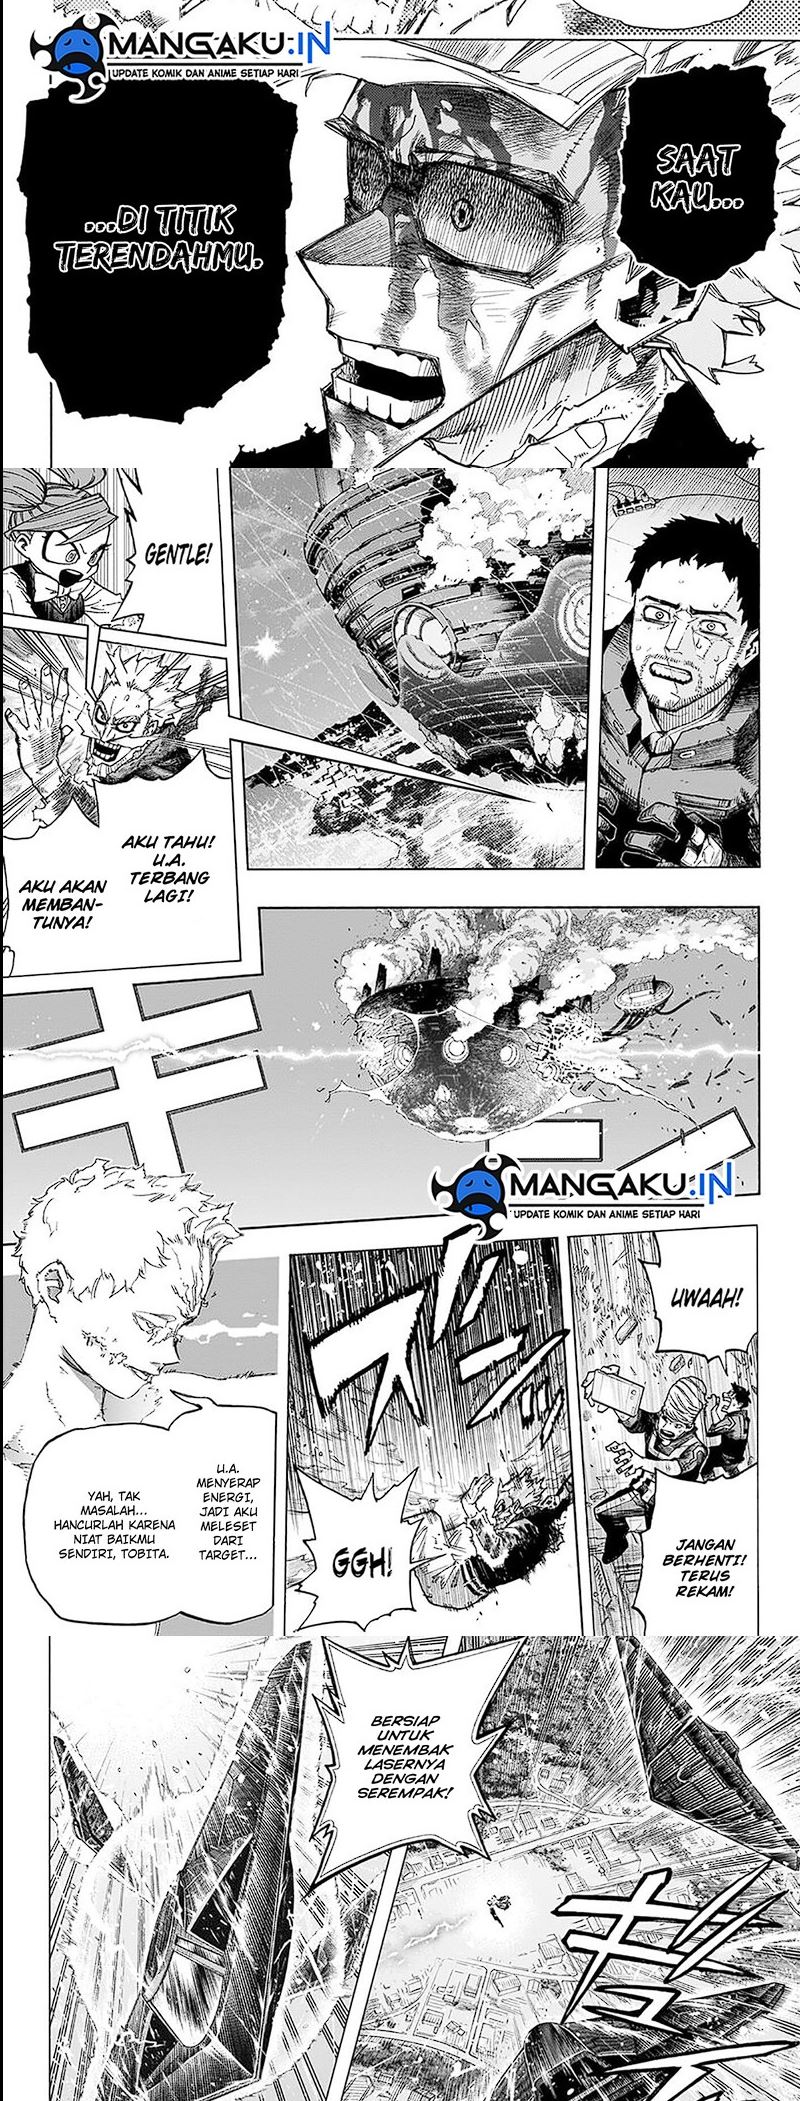 MANGAKU.IN
UPDATE KOMIK DAN ANIME SETIAP HARI
SAAT
KAU...
...DI TITIK
TERENDAHMU.
GENTLE!
AKU TAHU!
U.A.
TERBANG
LAGI!
AKU AKAN
MEMBAN-
TUNYA!
MANGAKU.IN
UPDATE KOMIK DAN ANIME SETIAP HARI
UWAAH!
JANGAN
BERHENTI!
TERUS
REKAM!
GGH!
U.A.
MENYERAP
ENERGI,
JADI AKU
MELESET
DARI
TARGET...
YAH, TAK
MASALAH...
HANCURLAH KARENA
NIAT BAIKMU
SENDIRI, TOBITA.
BERSIAP
UNTUK
MENEMBAK
LASERNYA
DENGAN
SEREMPAK!